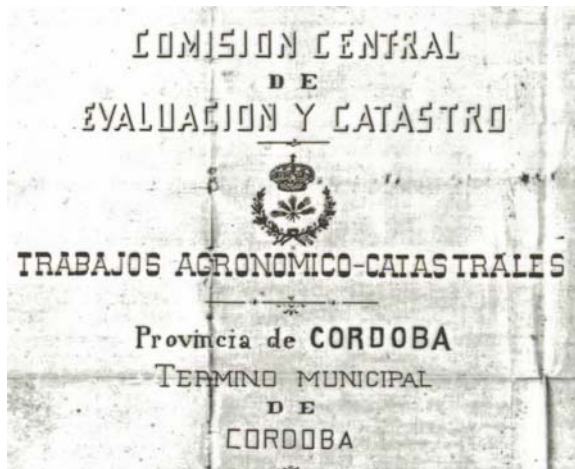 COMISION CENTRAL
DE
EVALUACION Y CATASTRO
TRABAJOS AGRONOMICO-CATASTRALES
Provincia de CORDOBA
TERMINO MUNICIPAL
DE
CORDOBA